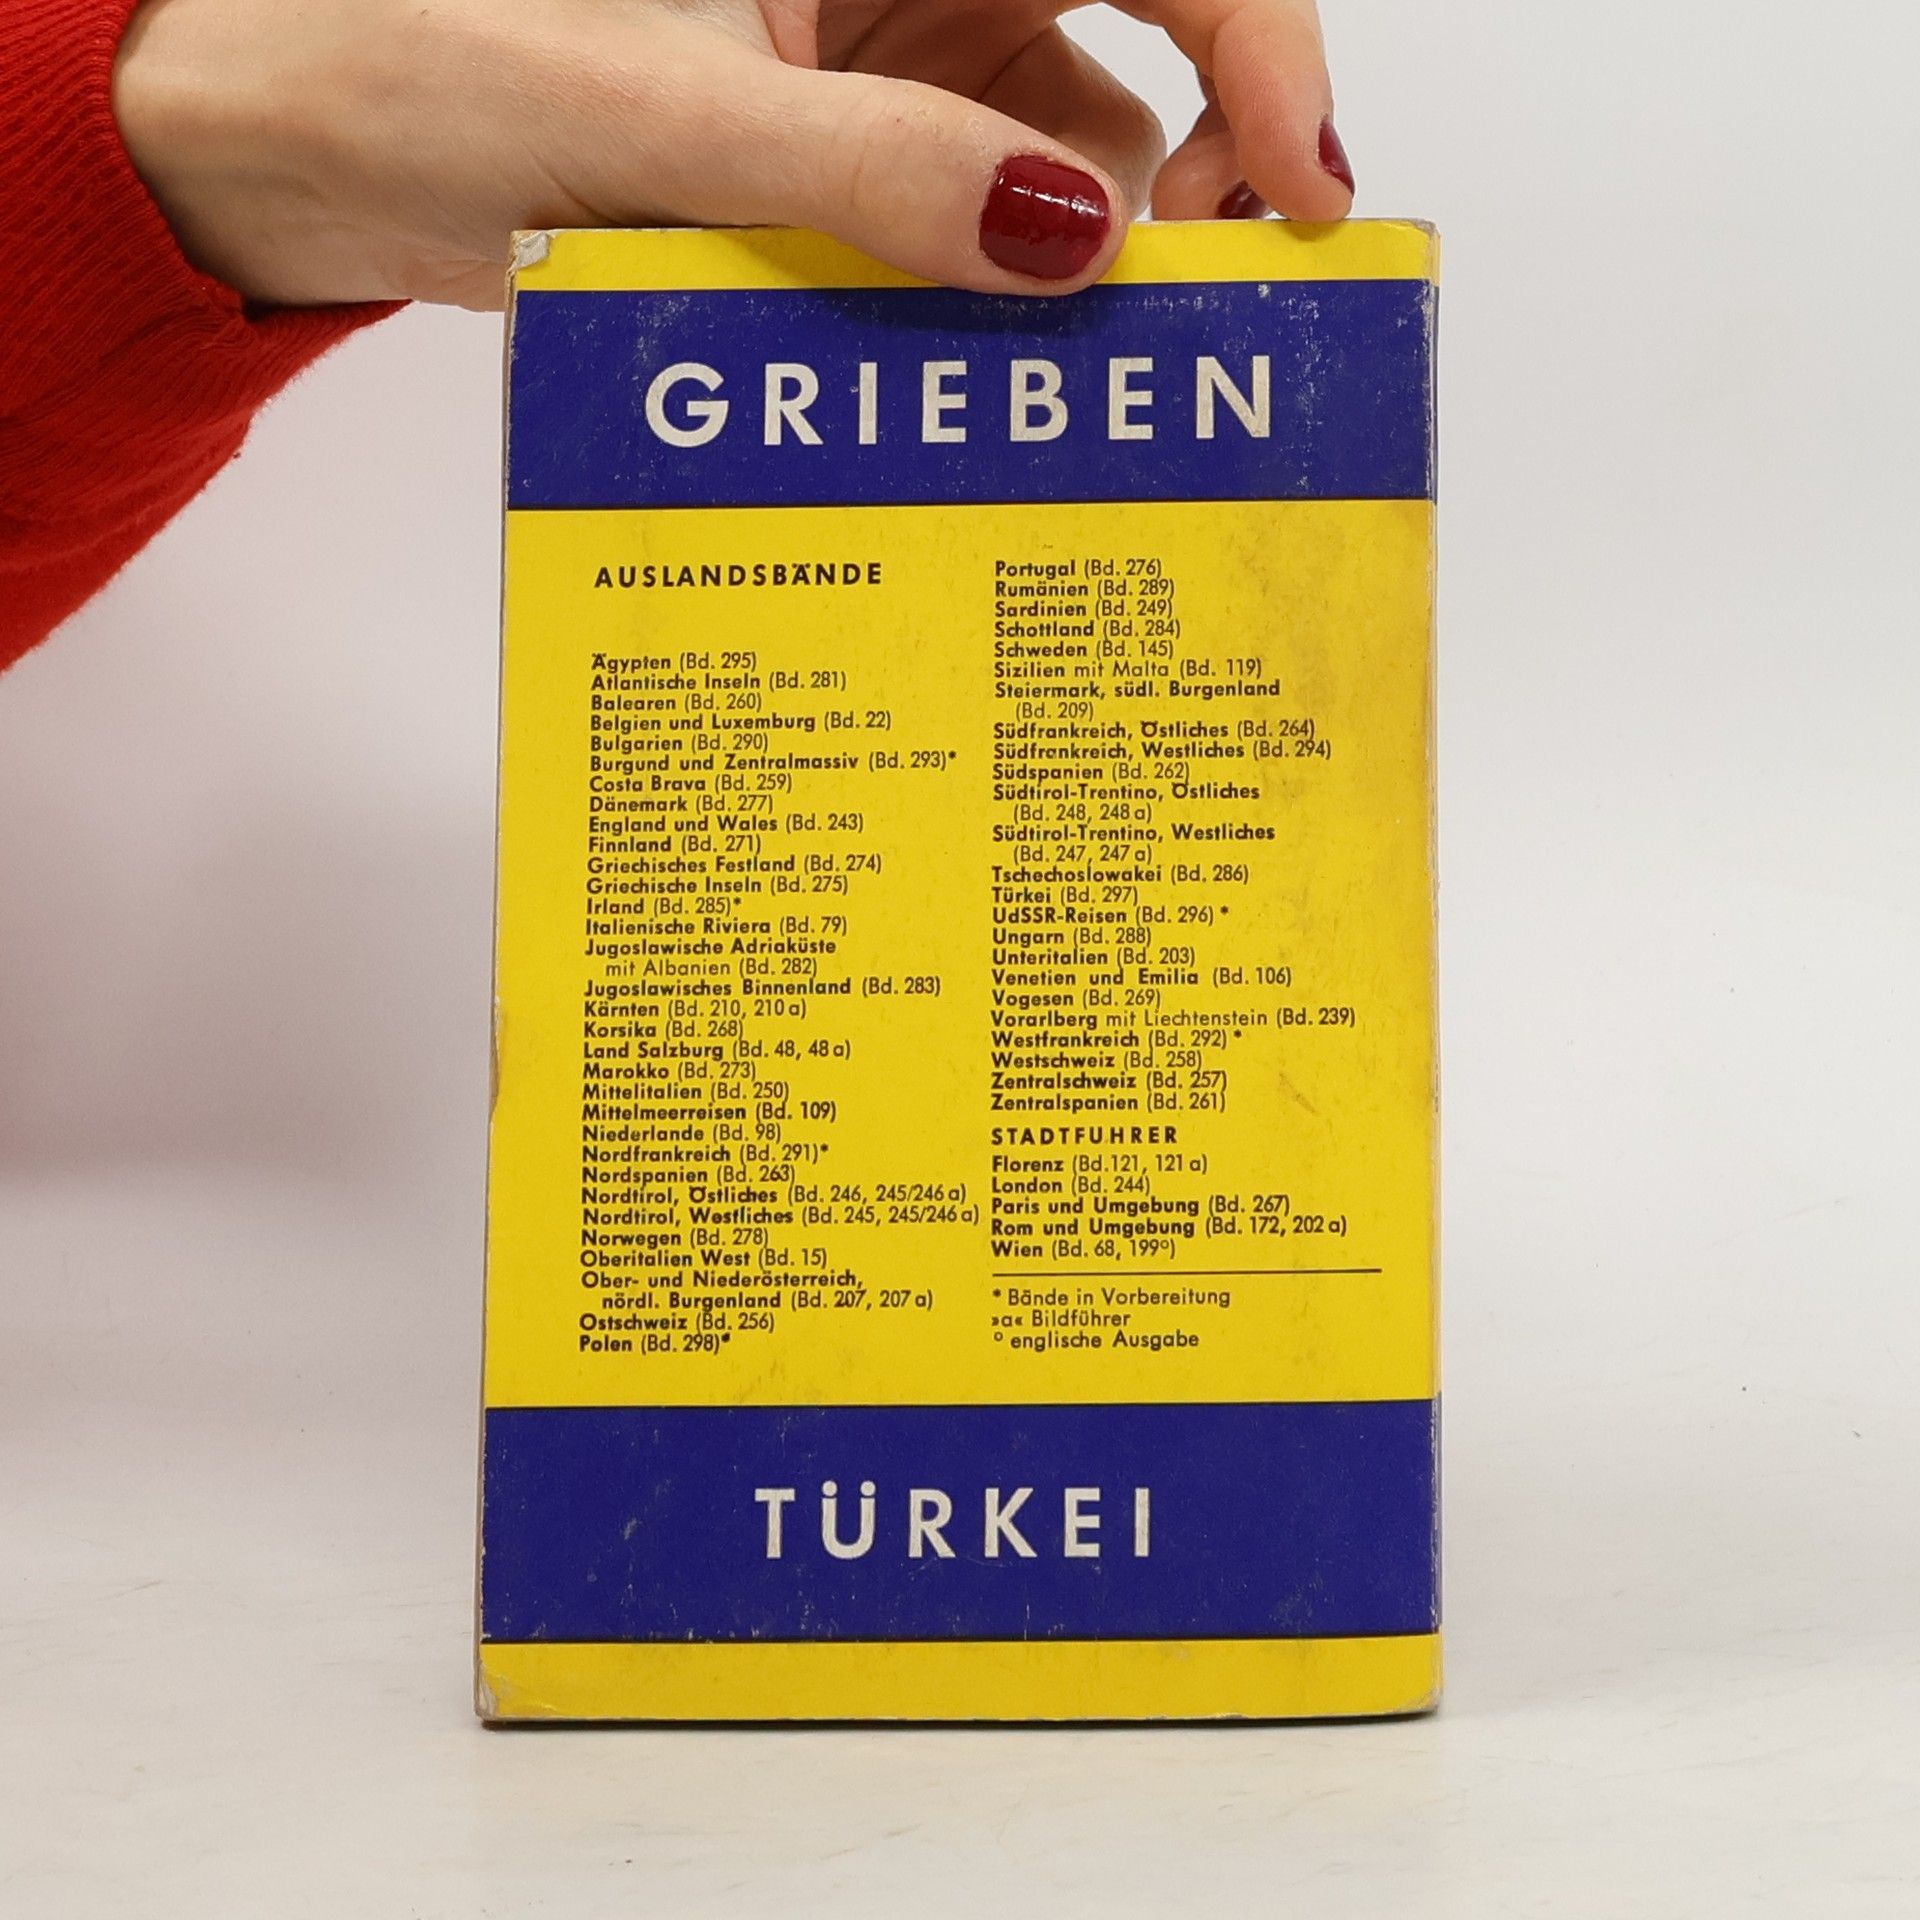 GRIEBEN
AUSLANDSBÄNDE
Ägypten (Bd. 295)
Atlantische Inseln (Bd. 281)
Balearen (Bd. 260)
Belgien und Luxemburg (Bd. 22)
Bulgarien (Bd. 290)
Burgund und Zentralmassiv (Bd. 293)*
Costa Brava (Bd. 259)
Dänemark (Bd. 277)
England und Wales (Bd. 243)
Finnland (Bd. 271)
Griechisches Festland (Bd. 274)
Griechische Inseln (Bd. 275)
Irland (Bd. 285)*
Italienische Riviera (Bd. 79)
Jugoslawische Adriaküste
mit Albanien (Bd. 282)
Jugoslawisches Binnenland (Bd. 283)
Kärnten (Bd. 210, 210 a)
Korsika (Bd. 268)
Land Salzburg (Bd. 48, 48 a)
Marokko (Bd. 273)
Mittelitalien (Bd. 250)
Mittelmeerreisen (Bd. 109)
Niederlande (Bd. 98)
Nordfrankreich (Bd. 291)*
Nordspanien (Bd. 263)
Nordtirol, Östliches (Bd. 246, 245/246 a)
Nordtirol, Westliches (Bd. 245, 245/246 a)
Norwegen (Bd. 278)
Oberitalien West (Bd. 15)
Ober- und Niederösterreich,
nördl. Burgenland (Bd. 207, 207 a)
Ostschweiz (Bd. 256)
Polen (Bd. 298)*
Portugal (Bd. 276)
Rumänien (Bd. 289)
Sardinien (Bd. 249)
Schottland (Bd. 284)
Schweden (Bd. 145)
Sizilien mit Malta (Bd. 119)
Steiermark, südl. Burgenland
(Bd. 209)
Südfrankreich, Östliches (Bd. 264)
Südfrankreich, Westliches (Bd. 294)
Südspanien (Bd. 262)
Südtirol-Trentino, Östliches
(Bd. 248, 248 a)
Südtirol-Trentino, Westliches
(Bd. 247, 247 a)
Tschechoslowakei (Bd. 286)
Türkei (Bd. 297)
UdSSR-Reisen (Bd. 296) *
Ungarn (Bd. 288)
Unteritalien (Bd. 203)
Venetien und Emilia (Bd. 106)
Vogesen (Bd. 269)
Vorarlberg mit Liechtenstein (Bd. 239)
Westfrankreich (Bd. 292) *
Westschweiz (Bd. 258)
Zentralschweiz (Bd. 257)
Zentralspanien (Bd. 261)
STADTFUHRER
Florenz (Bd.121, 121 a)
London (Bd. 244)
Paris und Umgebung (Bd. 267)
Rom und Umgebung (Bd. 172, 202 a)
Wien (Bd. 68, 199°)
* Bände in Vorbereitung
»a« Bildführer
° englische Ausgabe
TÜRKEI